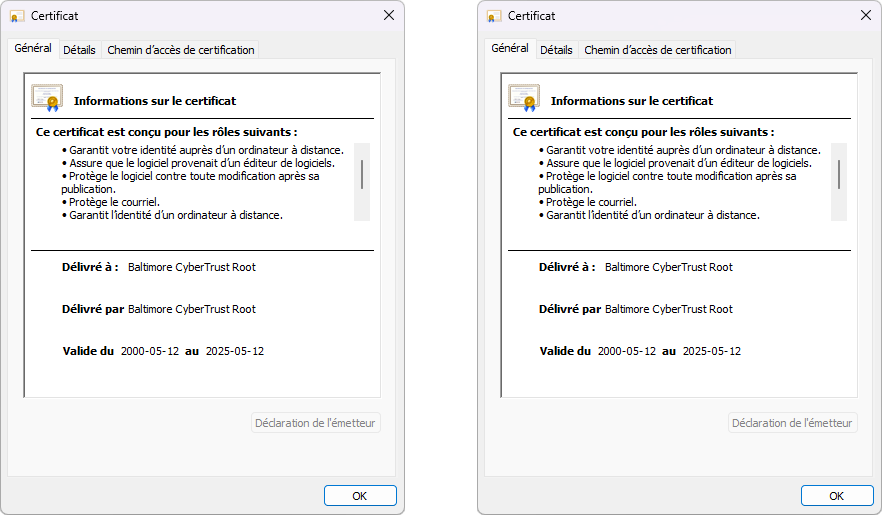 Certificat
Général Détails Chemin d'accès de certification
Informations sur le certificat
Ce certificat est conçu pour les rôles suivants :
• Garantit votre identité auprès d'un ordinateur à distance.
• Assure que le logiciel provenait d'un éditeur de logiciels.
• Protège le logiciel contre toute modification après sa
publication.
• Protège le courriel.
• Garantit l'identité d'un ordinateur à distance.
Délivré à : Baltimore CyberTrust Root
Délivré par Baltimore CyberTrust Root
Valide du 2000-05-12 au 2025-05-12
Déclaration de l'émetteur
OK
Certificat
Général Détails Chemin d'accès de certification
Informations sur le certificat
Ce certificat est conçu pour les rôles suivants :
• Garantit votre identité auprès d'un ordinateur à distance.
• Assure que le logiciel provenait d'un éditeur de logiciels.
• Protège le logiciel contre toute modification après sa
publication.
• Protège le courriel.
• Garantit l'identité d'un ordinateur à distance.
Délivré à : Baltimore CyberTrust Root
Délivré par Baltimore CyberTrust Root
Valide du 2000-05-12 au 2025-05-12
Déclaration de l'émetteur
OK